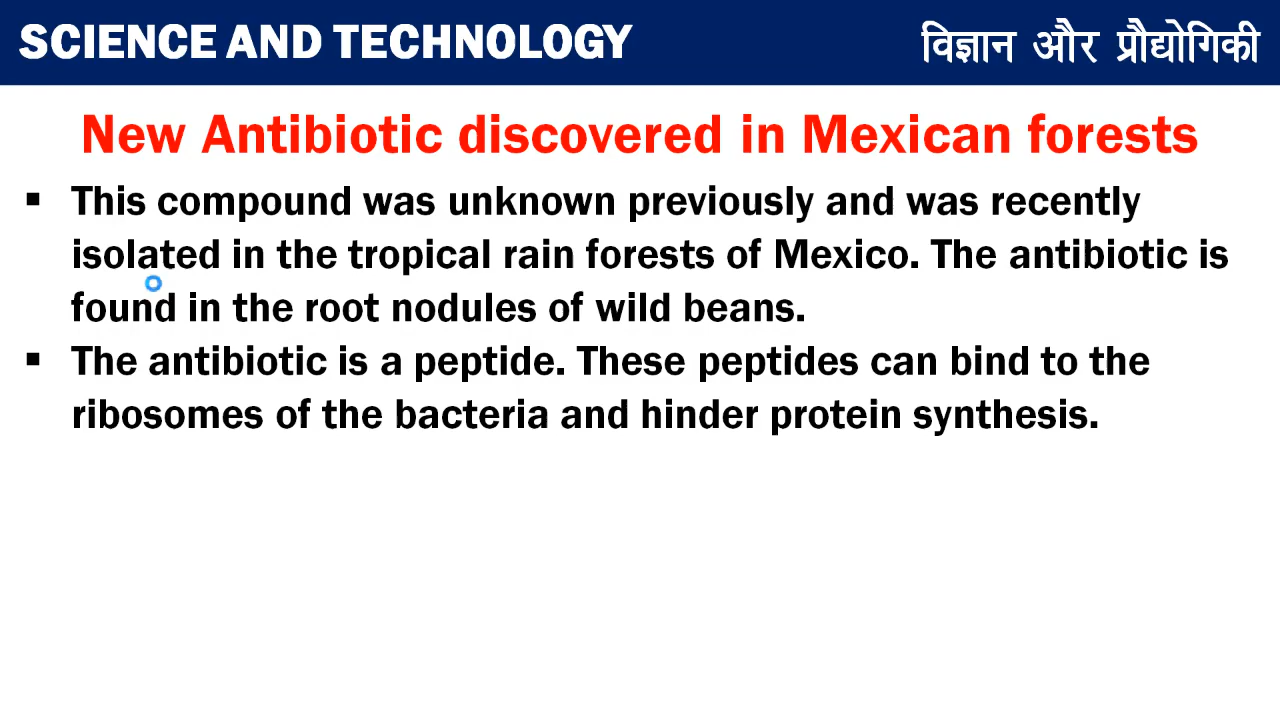 SCIENCE AND TECHNOLOGY
विज्ञान और प्रौद्योगिकी
New Antibiotic discovered in Mexican forests
▪ This compound was unknown previously and was recently
isolated in the tropical rain forests of Mexico. The antibiotic is
found in the root nodules of wild beans.
▪ The antibiotic is a peptide. These peptides can bind to the
ribosomes of the bacteria and hinder protein synthesis.